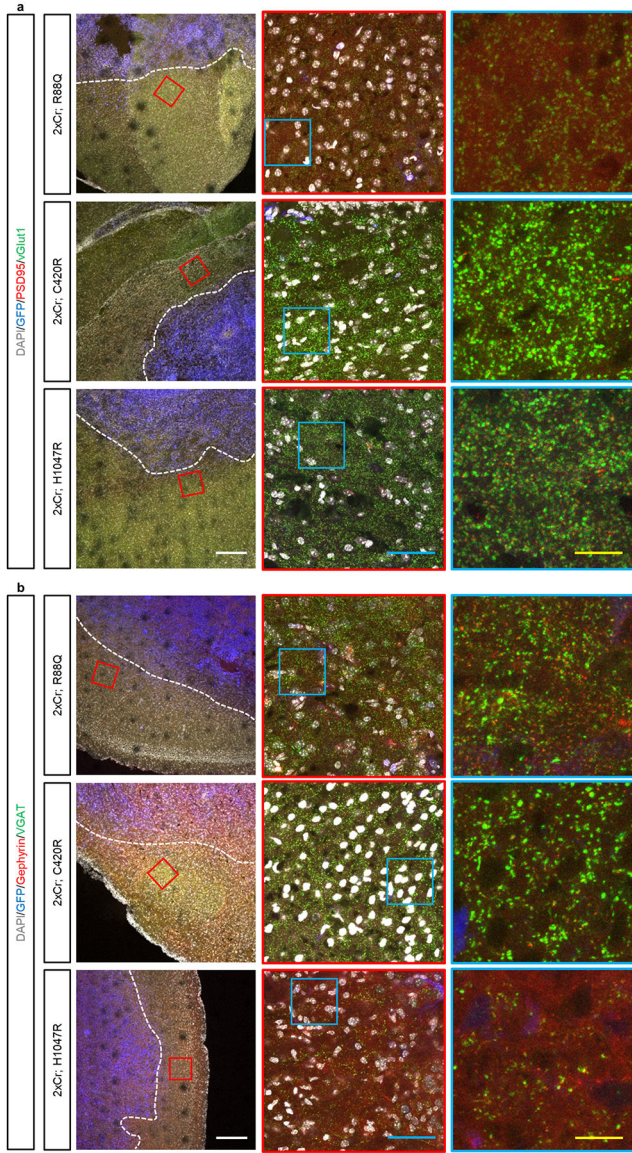 a
DAPI/GFP/PSD95/vGlut1
2xCr; R88Q
2xCr; C420R
2xCr; H1047R
b
DAPI/GFP/Gephyrin/VGAT
2xCr; R88Q
2xCr; C420R
2xCr; H1047R